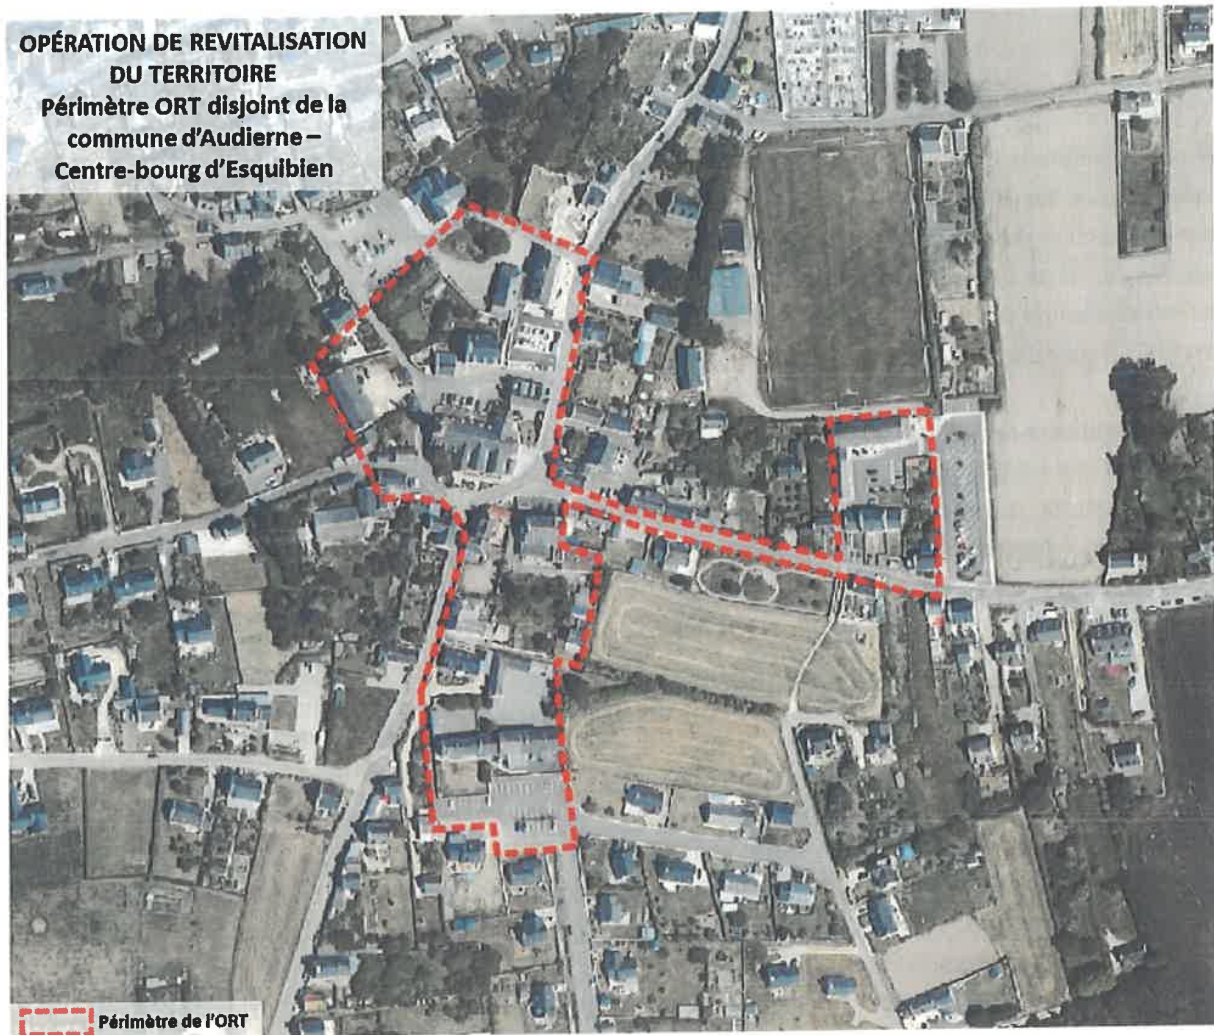 OPÉRATION DE REVITALISATION
DU TERRITOIRE
Périmètre ORT disjoint de la
commune d'Audierne –
Centre-bourg d'Esquibien
Périmètre de l'ORT